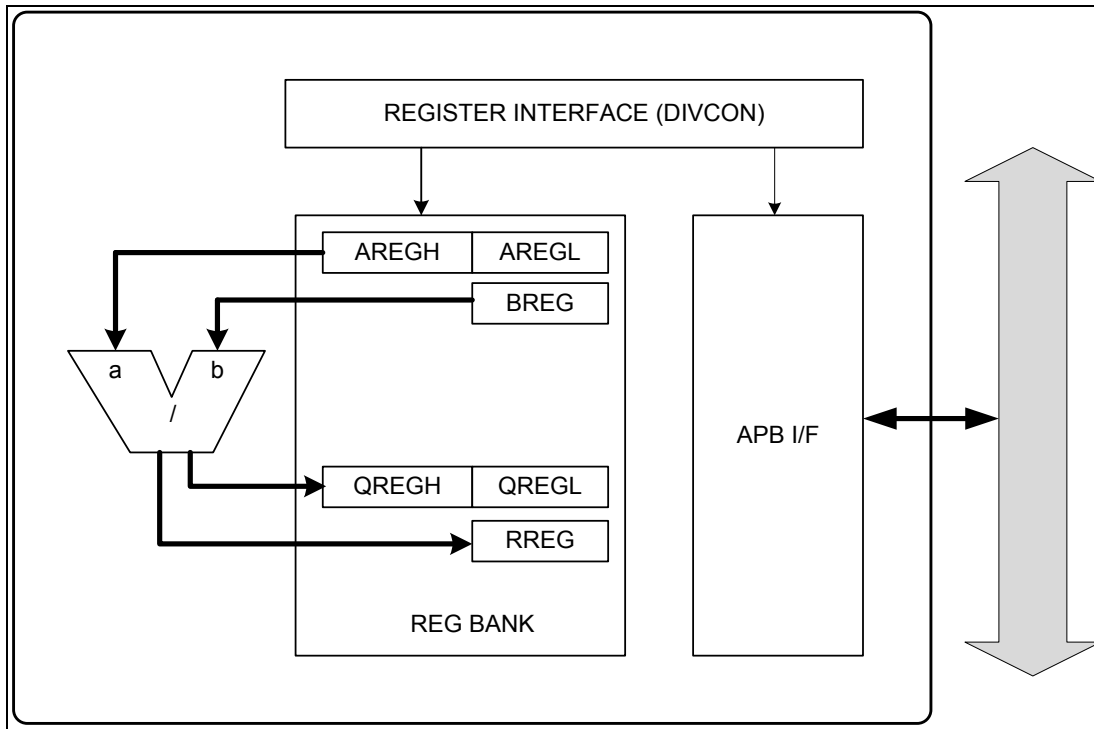 REGISTER INTERFACE (DIVCON)
AREGH AREGL
BREG
a b
/
APB I/F
QREGH QREGL
RREG
REG BANK